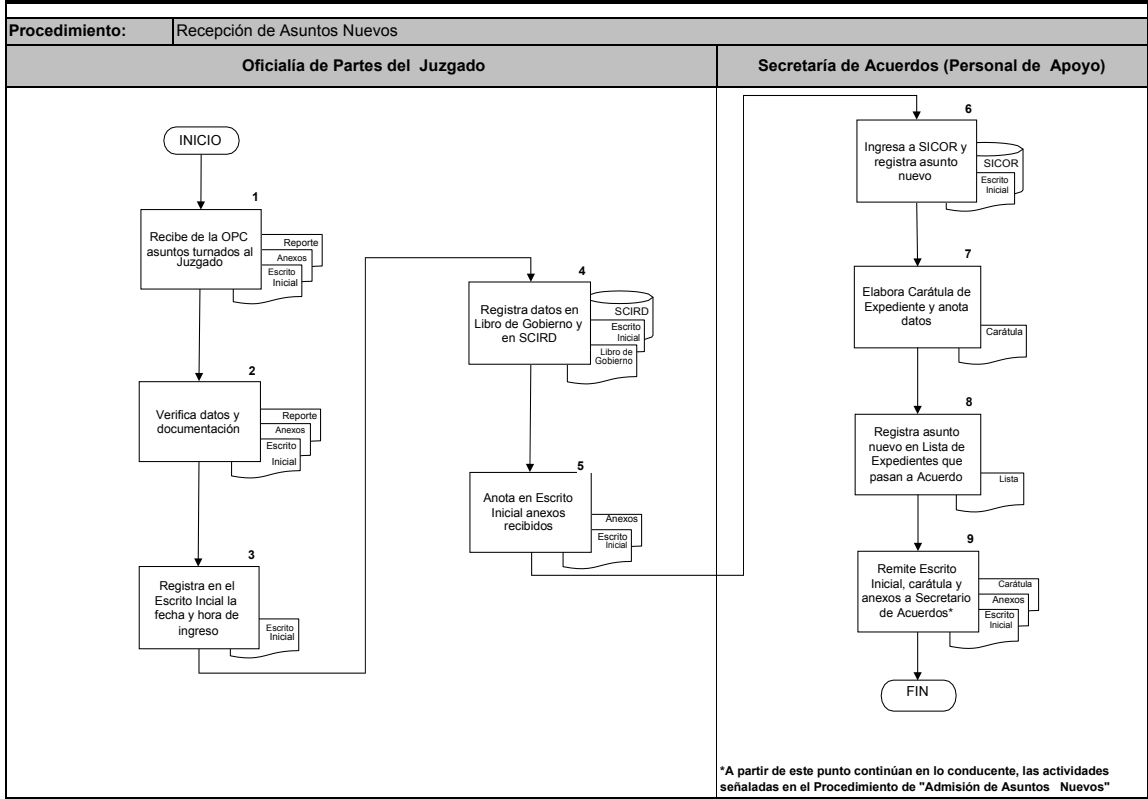 Procedimiento: Recepción de Asuntos Nuevos
Oficialía de Partes del Juzgado
Secretaría de Acuerdos (Personal de Apoyo)
INICIO
1
Recibe de la OPC
asuntos turnados al
Juzgado
Reporte
Anexos
Escrito
Inicial
2
Verifica datos y
documentación
Reporte
Anexos
Escrito
Inicial
3
Registra en el
Escrito Incial la
fecha y hora de
ingreso
Escrito
Inicial
4
Registra datos en
Libro de Gobierno y
en SCIRD
SCIRD
Escrito
Inicial
Libro de
Gobierno
5
Anota en Escrito
Inicial anexos
recibidos
Anexos
Escrito
Inicial
6
Ingresa a SICOR y
registra asunto
nuevo
SICOR
Escrito
Inicial
7
Elabora Carátula de
Expediente y anota
datos
Carátula
8
Registra asunto
nuevo en Lista de
Expedientes que
pasan a Acuerdo
Lista
9
Remite Escrito
Inicial, carátula y
anexos a Secretario
de Acuerdos*
Carátula
Anexos
Escrito
Inicial
FIN
*A partir de este punto continúan en lo conducente, las actividades
señaladas en el Procedimiento de "Admisión de Asuntos Nuevos"